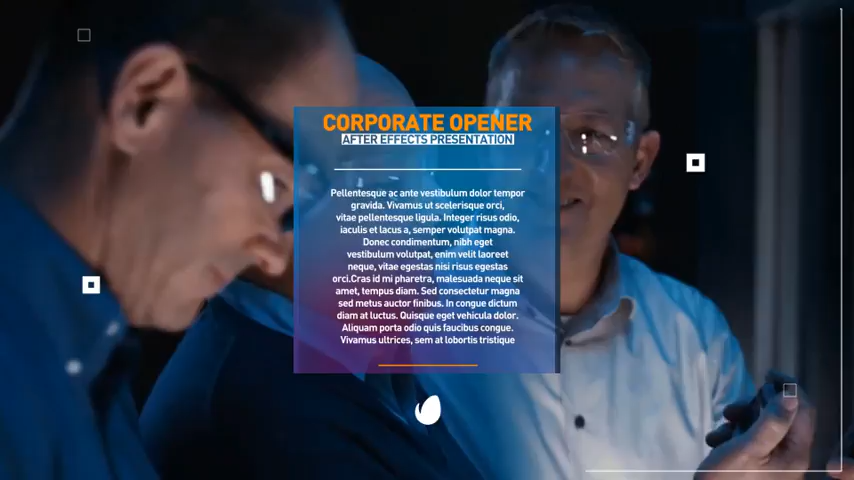 CORPORATE OPENER
AFTER EFFECTS PRESENTATION
Pellentesque ac ante vestibulum dolor tempor
gravida. Vivamus ut scelerisque orci,
vitae pellentesque ligula. Integer risus odio,
iaculis et lacus a, semper volutpat magna.
Donec condimentum, nibh eget
vestibulum volutpat, enim velit laoreet
neque, vitae egestas nisi risus egestas
orci.Cras id mi pharetra, malesuada neque sit
amet, tempus diam. Sed consectetur magna
sed metus auctor finibus. In congue dictum
diam at luctus. Quisque eget vehicula dolor.
Aliquam porta odio quis faucibus congue.
Vivamus ultrices, sem at lobortis tristique